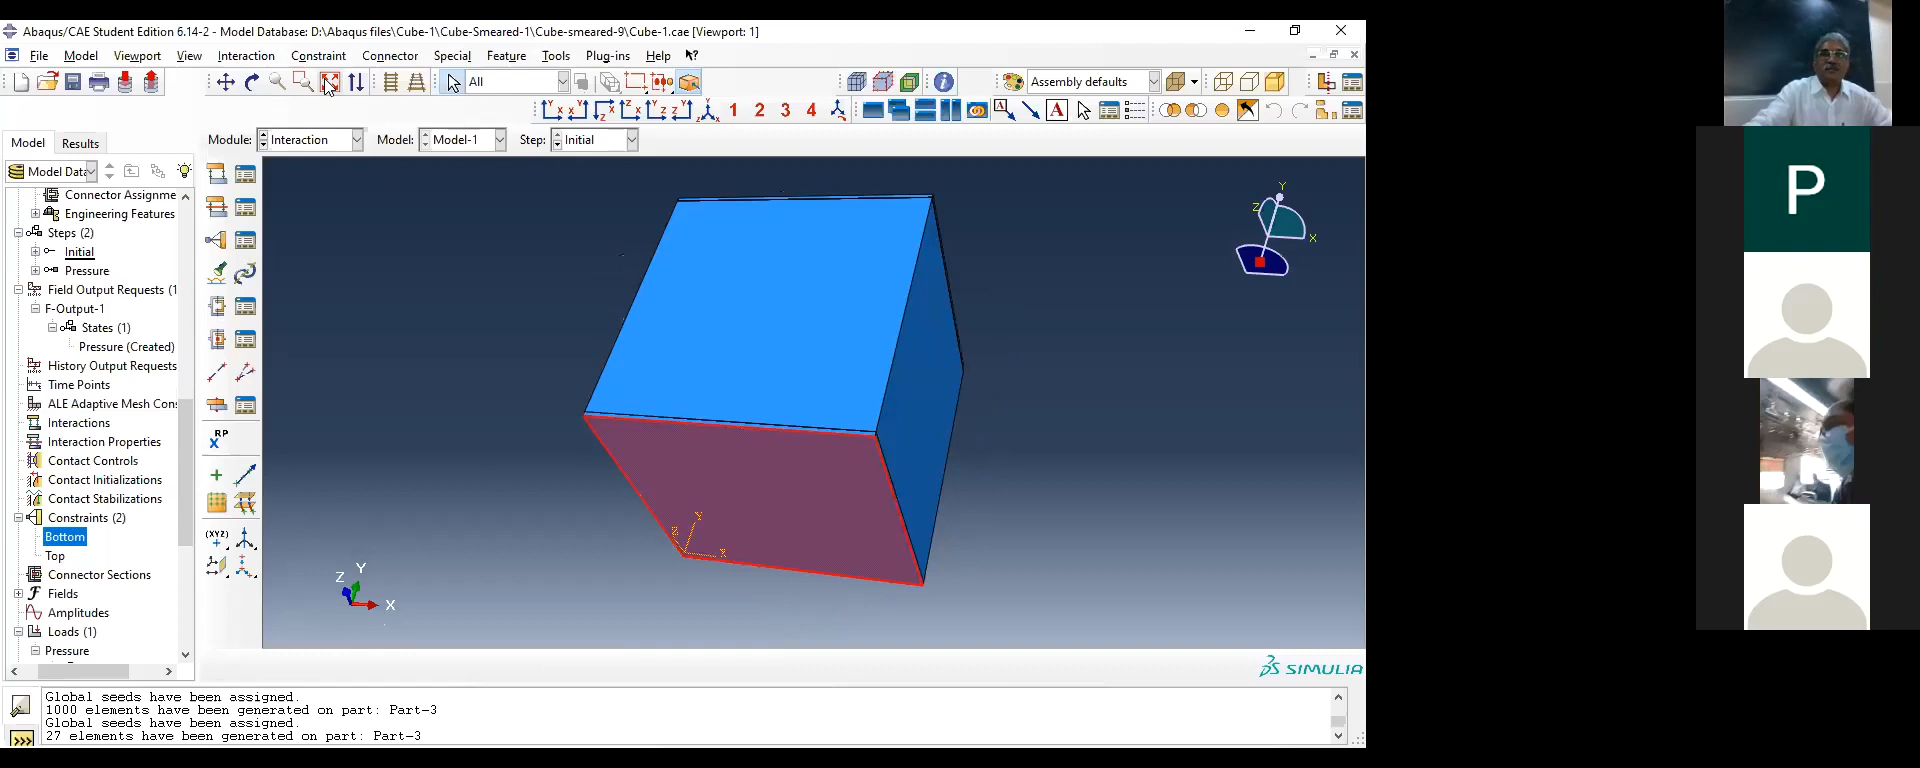 Abaqus/CAE Student Edition 6.14-2 - Model Database: D:\Abaqus files\Cube-1\Cube-Smeared-1\Cube-smeared-9\Cube-1.cae [Viewport: 1]
File Model Viewport View Interaction Constraint Connector Special Feature Tools Plug-ins Help
All
Assembly defaults
1 2 3 4 A A
Model Results
Module: Interaction Model: Model-1 Step: Initial
Model Data
Connector Assignme
Engineering Features
Steps (2)
Initial
Pressure
Field Output Requests (1
F-Output-1
States (1)
Pressure (Created)
History Output Requests
Time Points
ALE Adaptive Mesh Con
Interactions
Interaction Properties
Contact Controls
Contact Initializations
Contact Stabilizations
Constraints (2)
Bottom
Top
Connector Sections
Fields
Amplitudes
Loads (1)
Pressure
RP
(XYZ)
Y
Z
X
Y
Z
X
Z Y
X
SIMULIA
Global seeds have been assigned.
1000 elements have been generated on part: Part-3
Global seeds have been assigned.
27 elements have been generated on part: Part-3
>>>
P